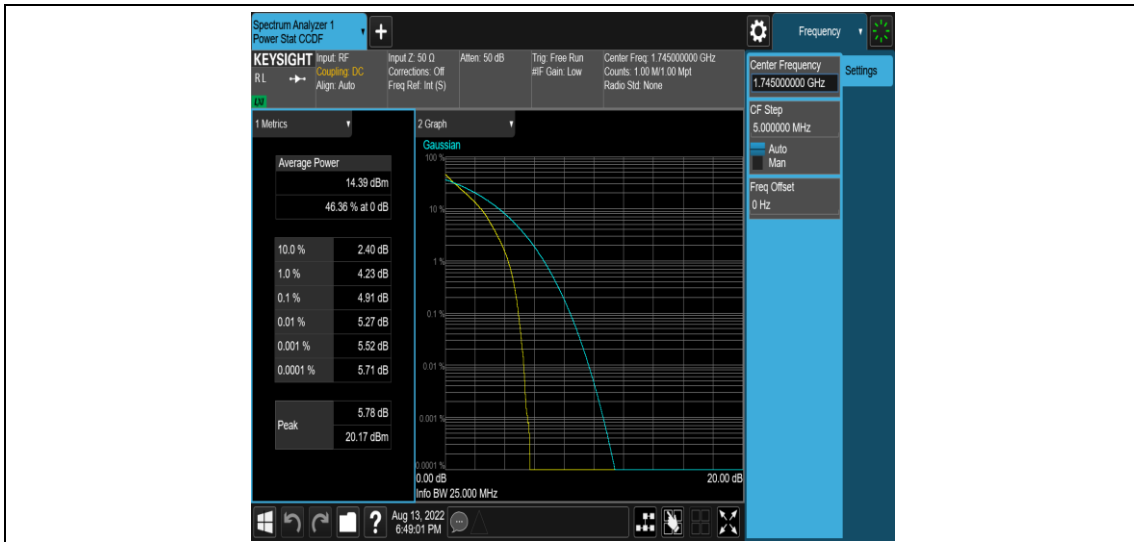 Spectrum Analyzer 1
Power Stat CCDF
+
Frequency
KEYSIGHT
RL
LXI
Input: RF
Coupling: DC
Align: Auto
Input Z: 50 Ω
Corrections: Off
Freq Ref: Int (S)
Atten: 50 dB
Trig: Free Run
#IF Gain: Low
Center Freq: 1.745000000 GHz
Counts: 1.00 M/1.00 Mpt
Radio Std: None
Center Frequency
1.745000000 GHz
Settings
CF Step
5.000000 MHz
Auto
Man
Freq Offset
0 Hz
1 Metrics
Average Power
14.39 dBm
46.36 % at 0 dB
10.0 % 2.40 dB
1.0 % 4.23 dB
0.1 % 4.91 dB
0.01 % 5.27 dB
0.001 % 5.52 dB
0.0001 % 5.71 dB
Peak
5.78 dB
20.17 dBm
2 Graph
Gaussian
100 %
10 %
1 %
0.1 %
0.01 %
0.001 %
0.0001 %
0.00 dB 20.00 dB
Info BW 25.000 MHz
?
Aug 13, 2022
6:49:01 PM